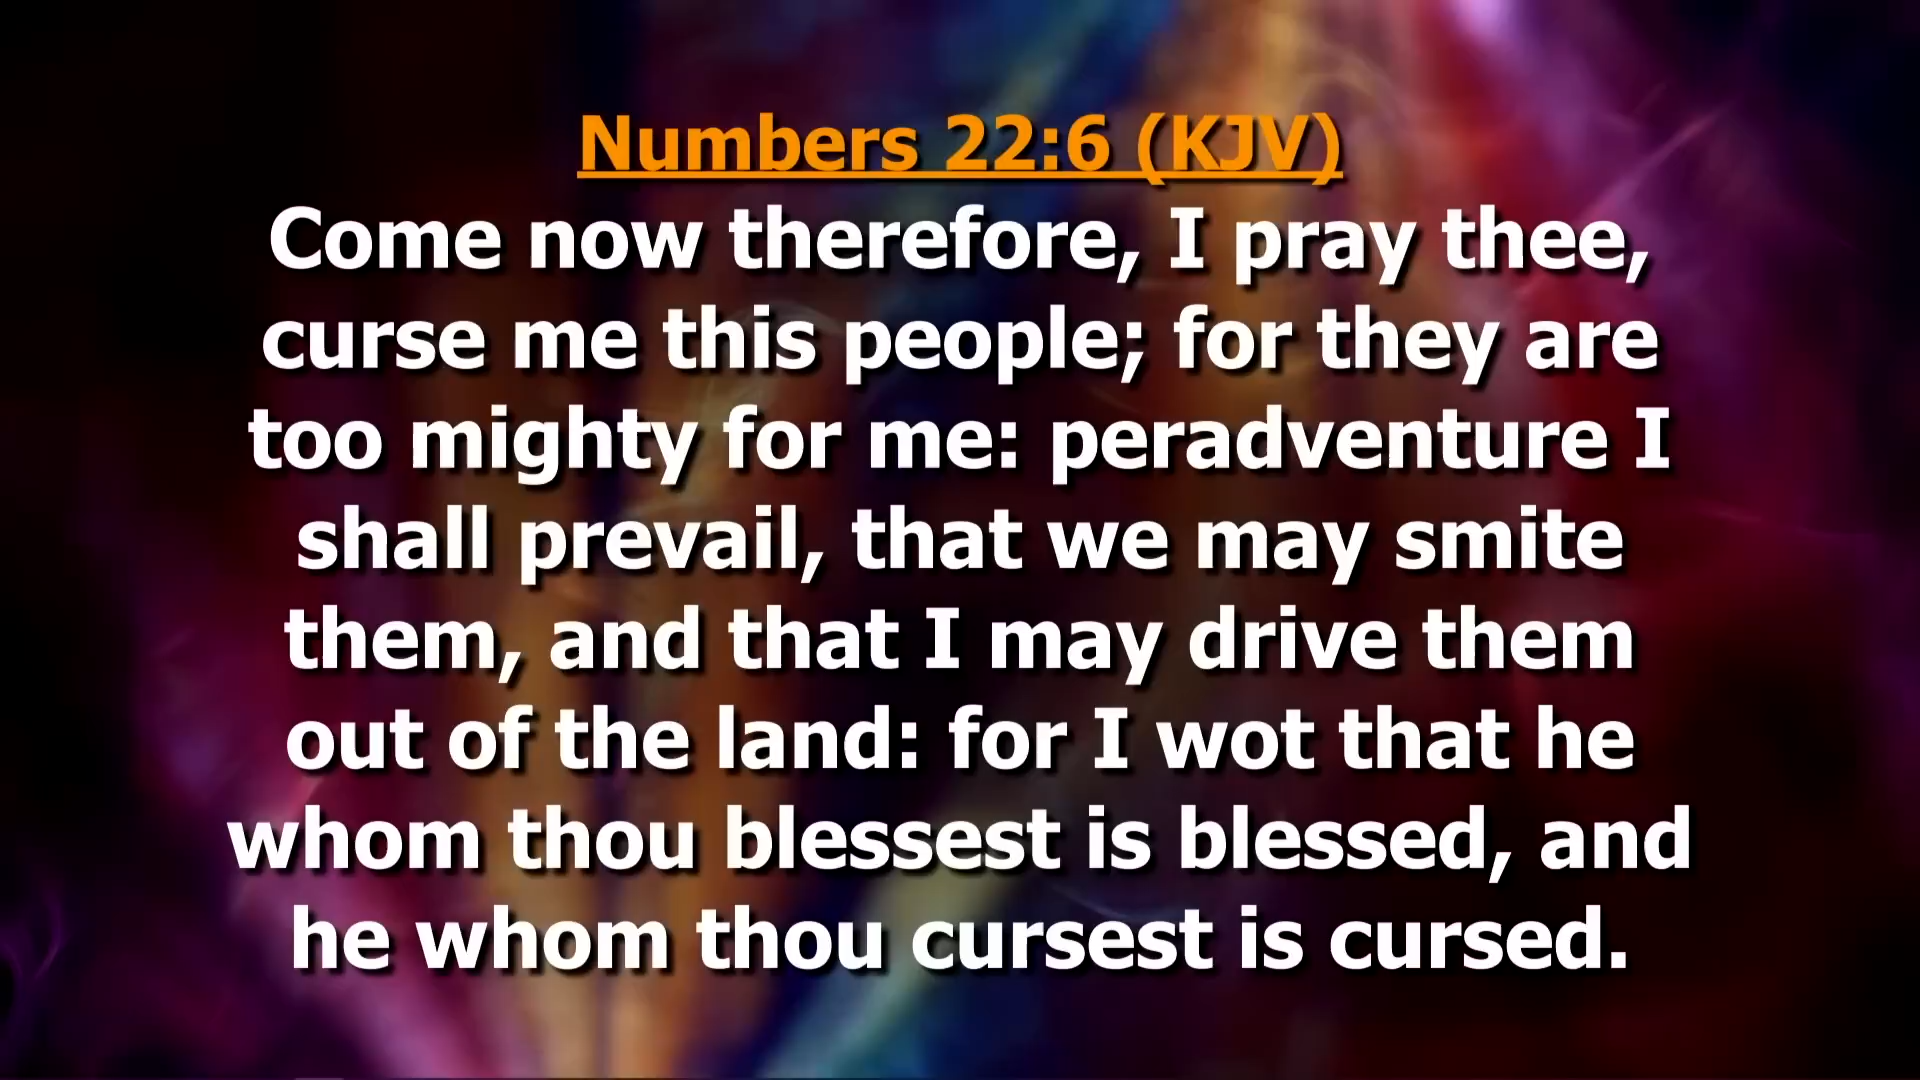 Numbers 22:6 (KJV)
Come now therefore, I pray thee,
curse me this people; for they are
too mighty for me: peradventure I
shall prevail, that we may smite
them, and that I may drive them
out of the land: for I wot that he
whom thou blessest is blessed, and
he whom thou cursest is cursed.